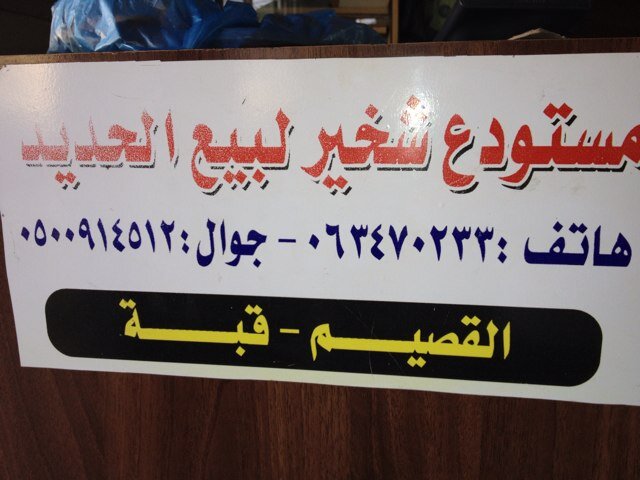 مستودع شخير لبيع الحديد
هاتف : ٠٦٣٤٧٠٢٣٣ - جوال : ٠٥٠٠٩١٤٥١٢
القصيم - قبة